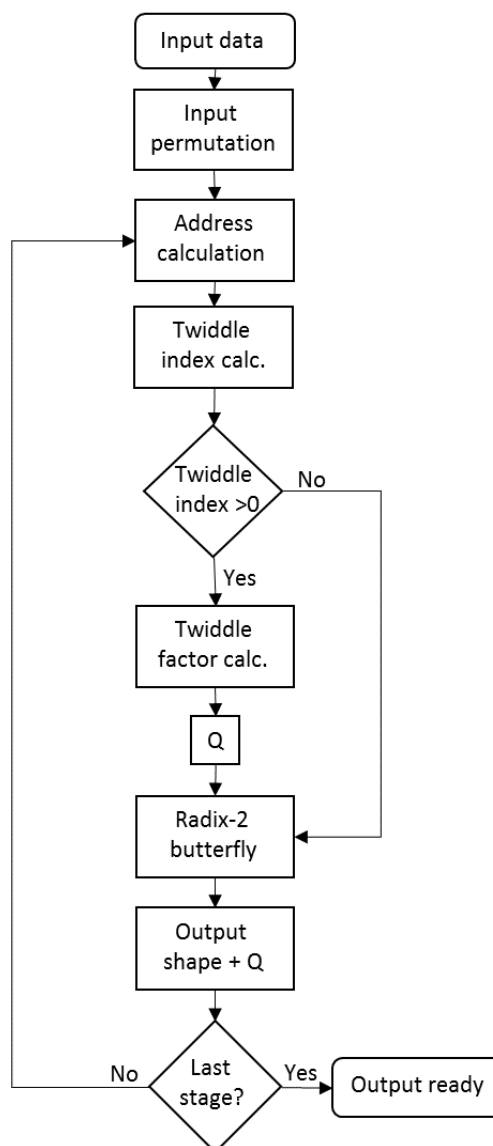 Input data
Input
permutation
Address
calculation
Twiddle
index calc.
Twiddle
index >0
No
Yes
Twiddle
factor calc.
Q
Radix-2
butterfly
Output
shape + Q
Last
stage?
No
Yes
Output ready